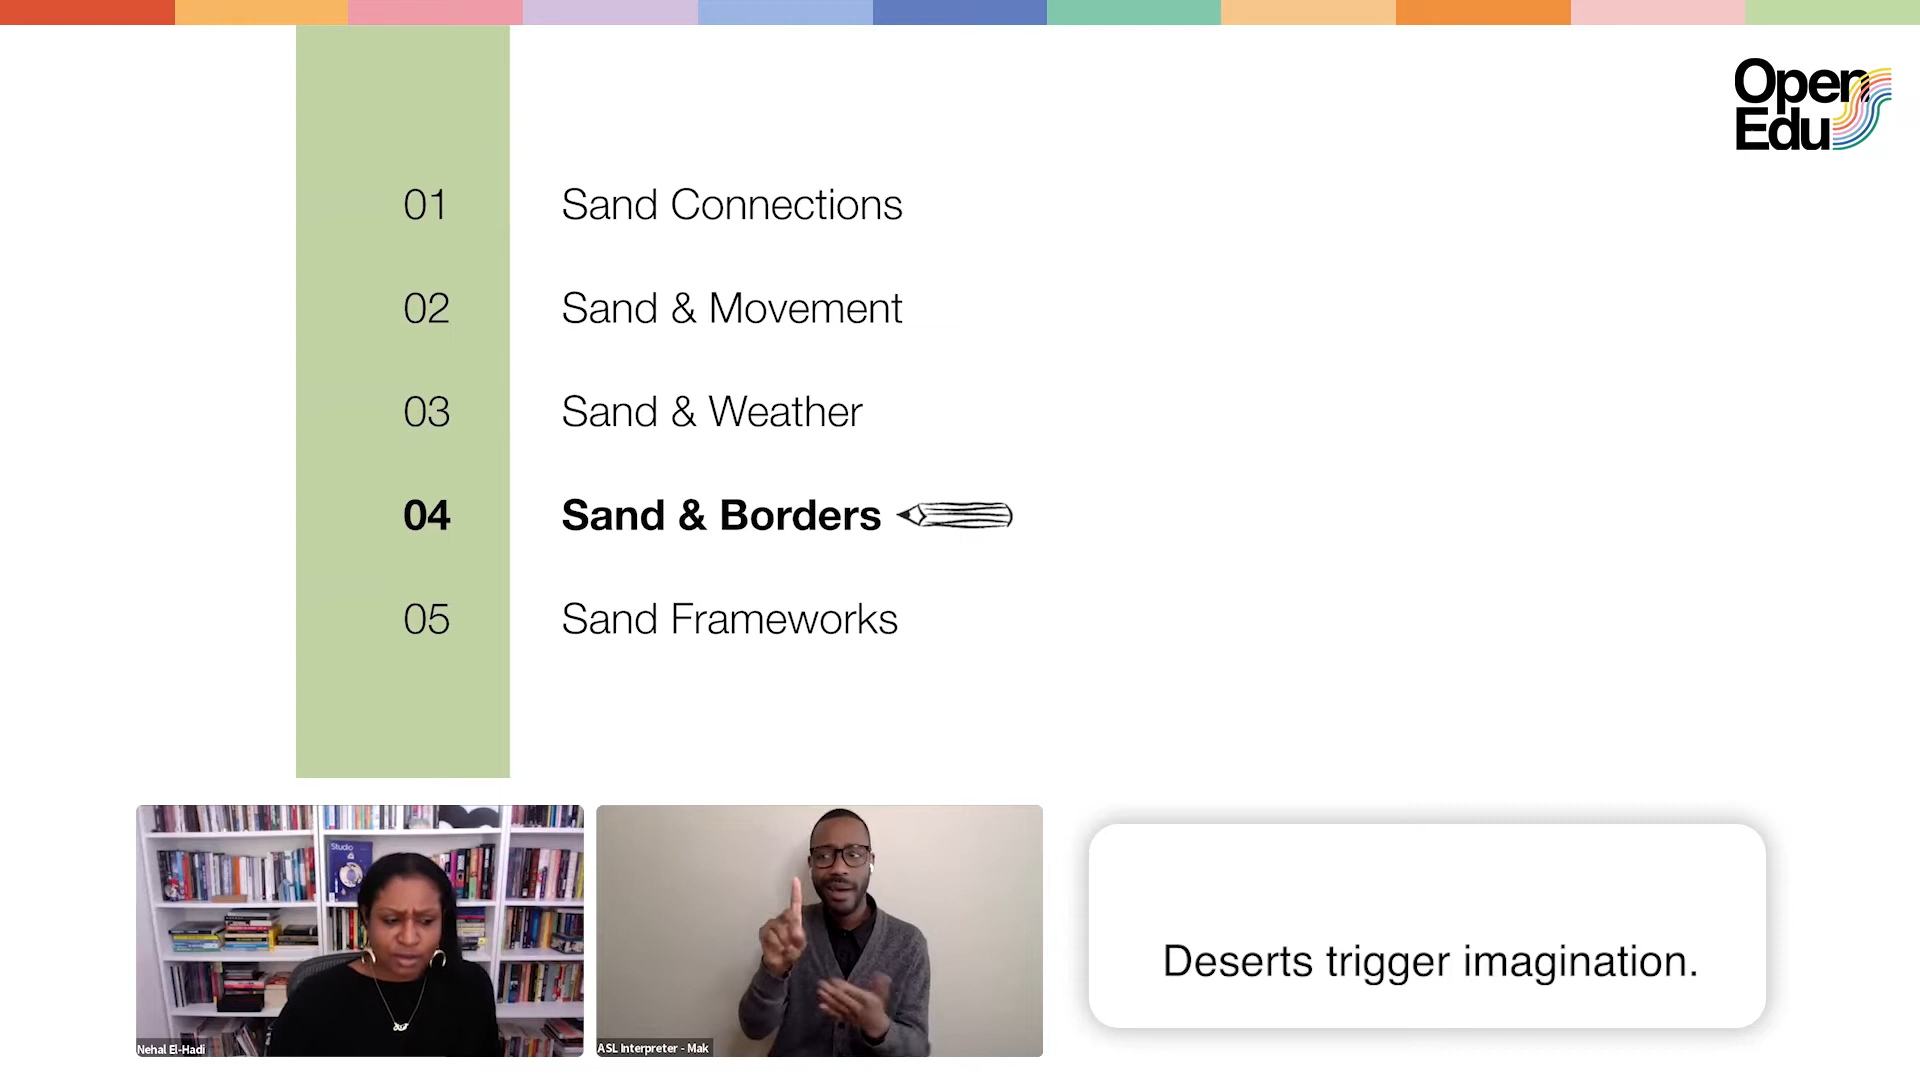 Open
Edu
01 Sand Connections
02 Sand & Movement
03 Sand & Weather
04 Sand & Borders
05 Sand Frameworks
Studio
Nehal El-Hadi
ASL Interpreter - Mak
Deserts trigger imagination.